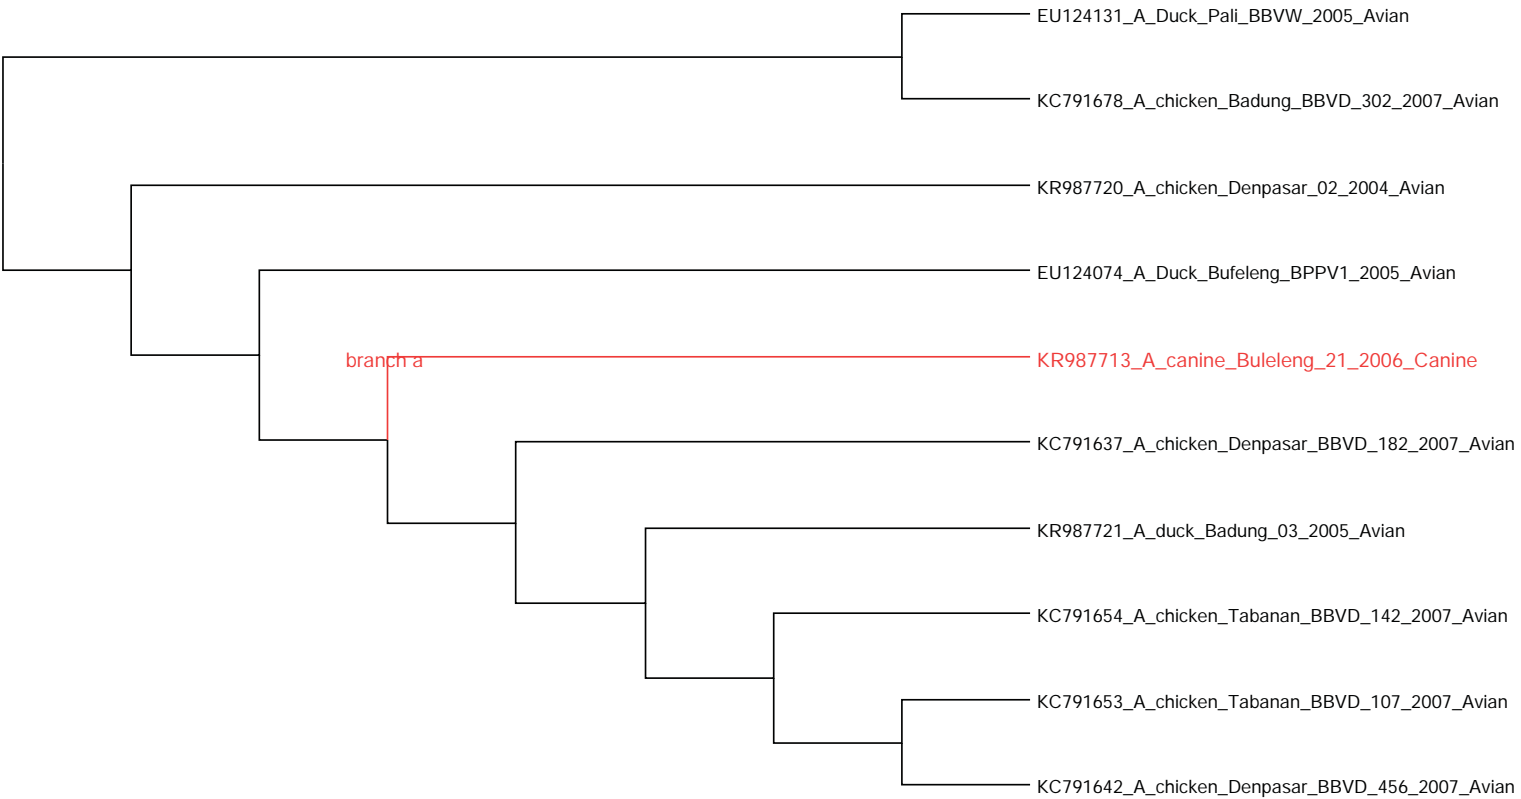 EU124131_A_Duck_Pali_BBVW_2005_Avian
KC791678_A_chicken_Badung_BBVD_302_2007_Avian
KR987720_A_chicken_Denpasar_02_2004_Avian
EU124074_A_Duck_Bufeleng_BPPV1_2005_Avian
branch a
KR987713_A_canine_Buleleng_21_2006_Canine
KC791637_A_chicken_Denpasar_BBVD_182_2007_Avian
KR987721_A_duck_Badung_03_2005_Avian
KC791654_A_chicken_Tabanan_BBVD_142_2007_Avian
KC791653_A_chicken_Tabanan_BBVD_107_2007_Avian
KC791642_A_chicken_Denpasar_BBVD_456_2007_Avian